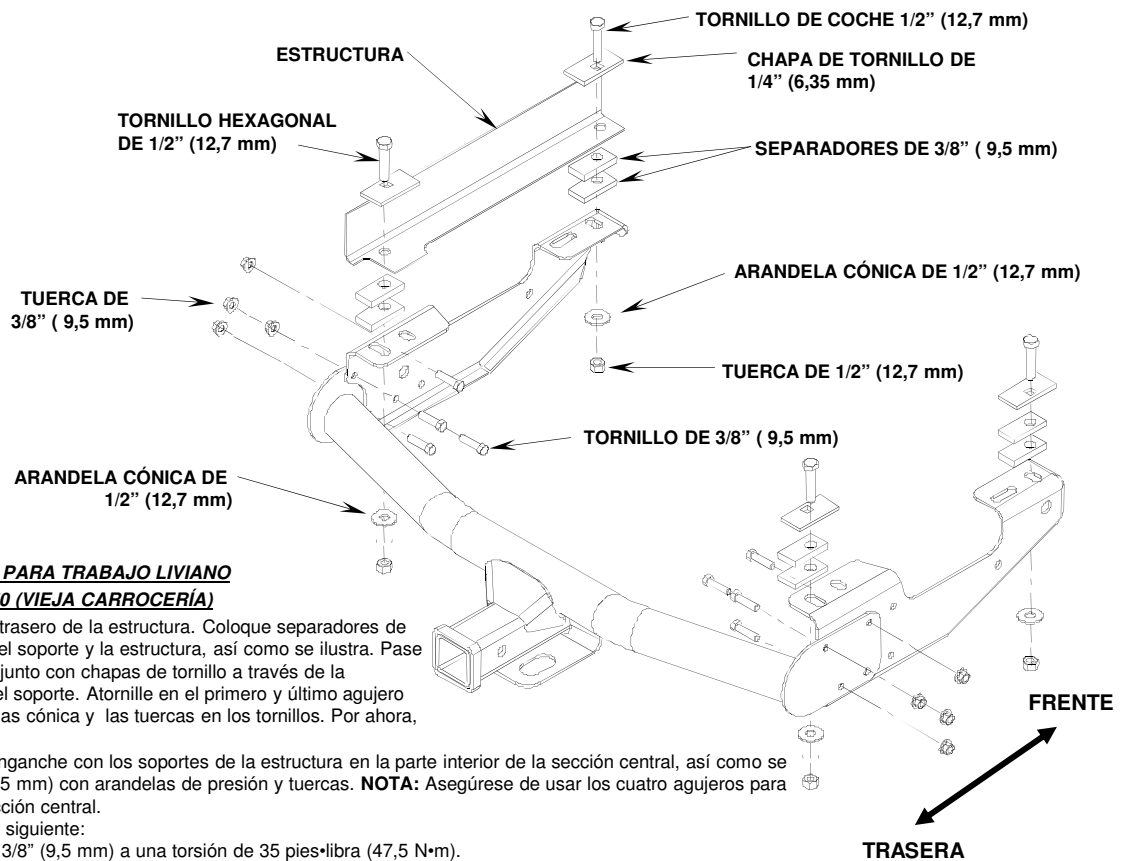 TORNILLO DE COCHE 1/2” (12,7 mm)
ESTRUCTURA
CHAPA DE TORNILLO DE
1/4” (6,35 mm)
TORNILLO HEXAGONAL
DE 1/2” (12,7 mm)
SEPARADORES DE 3/8” ( 9,5 mm)
ARANDELA CÓNICA DE 1/2” (12,7 mm)
TUERCA DE
3/8” ( 9,5 mm)
TUERCA DE 1/2” (12,7 mm)
TORNILLO DE 3/8” ( 9,5 mm)
ARANDELA CÓNICA DE
1/2” (12,7 mm)
PARA TRABAJO LIVIANO
0 (VIEJA CARROCERÍA)
trasero de la estructura. Coloque separadores de
el soporte y la estructura, así como se ilustra. Pase
junto con chapas de tornillo a través de la
el soporte. Atornille en el primero y último agujero
as cónica y las tuercas en los tornillos. Por ahora,
FRENTE
nganche con los soportes de la estructura en la parte interior de la sección central, así como se
5 mm) con arandelas de presión y tuercas. NOTA: Asegúrese de usar los cuatro agujeros para
cción central.
siguiente:
3/8” (9,5 mm) a una torsión de 35 pies•libra (47,5 N•m).
TRASERA